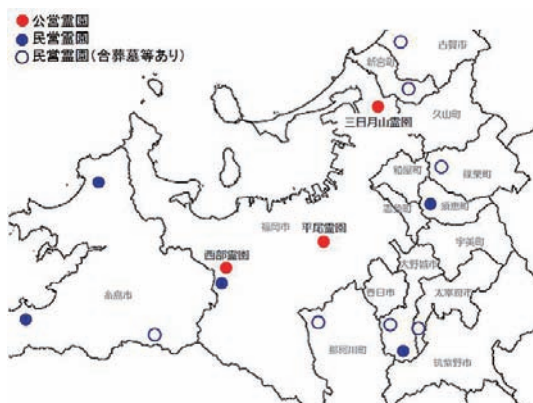 公営霊園
民営霊園
民営霊園(合葬墓等あり)
古賀市
新宮町
三日月山霊園
久山町
粕屋町
篠栗町
志免町
須恵町
福岡市
平尾霊園
宇美町
西部霊園
大野城市
糸島市
春日市
太宰府市
那珂川町
筑紫野市